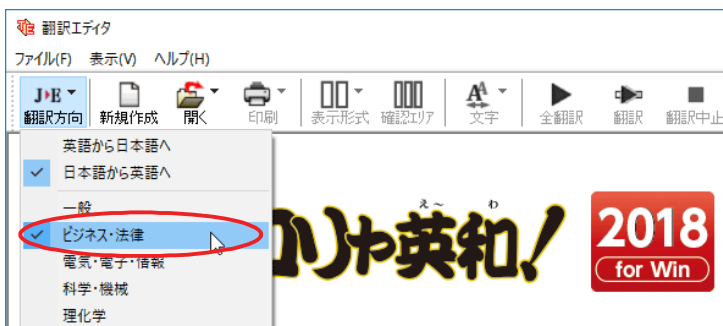 翻訳エディタ
ファイル(F) 表示(V) ヘルプ(H)
J▸E
翻訳方向 新規作成 開く 印刷 表示形式 確認エリア 文字 全翻訳 翻訳 翻訳中止
英語から日本語へ
✓ 日本語から英語へ
一般
✓ ビジネス・法律
電気・電子・情報
科学・機械
理化学
え～ わ
りゃ英和!
2018
for Win